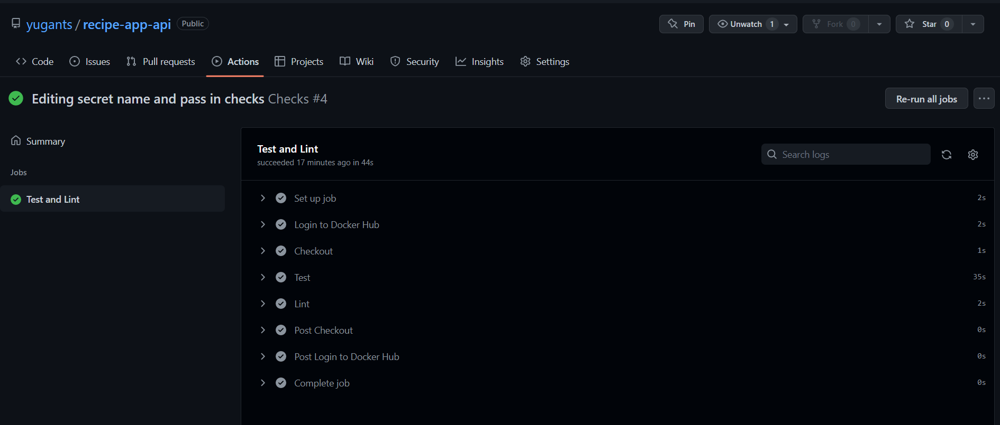 yugants / recipe-app-api Public
Pin Unwatch 1 Fork 0 Star 0
Code Issues Pull requests Actions Projects Wiki Security Insights Settings
Editing secret name and pass in checks Checks #4
Re-run all jobs
Summary
Jobs
Test and Lint
Test and Lint
succeeded 17 minutes ago in 44s
Search logs
Set up job 2s
Login to Docker Hub 2s
Checkout 1s
Test 35s
Lint 2s
Post Checkout 0s
Post Login to Docker Hub 0s
Complete job 0s